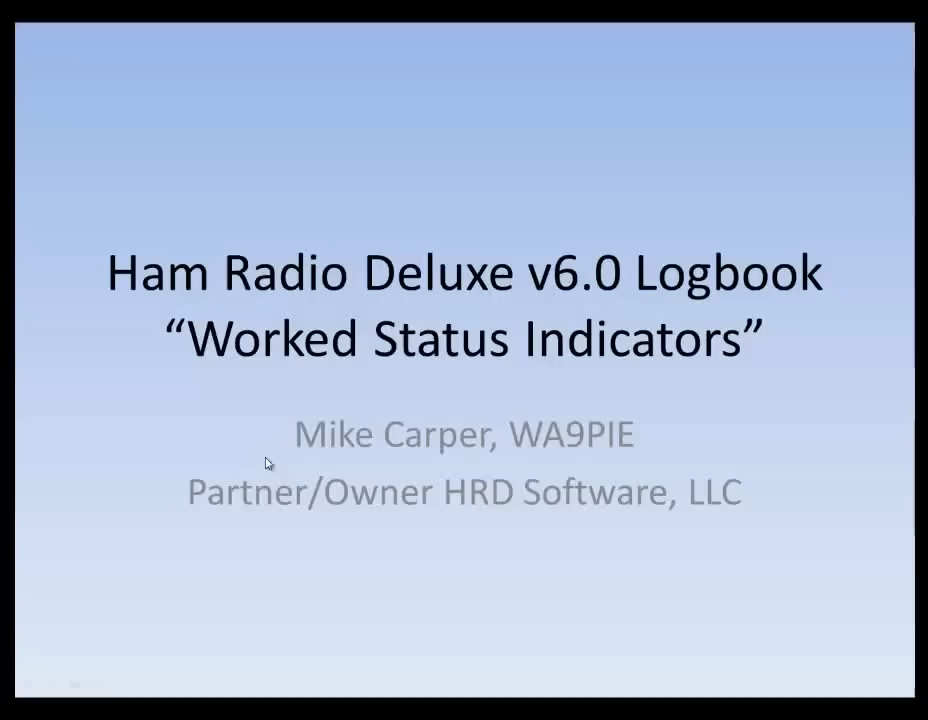 Ham Radio Deluxe v6.0 Logbook
“Worked Status Indicators”
Mike Carper, WA9PIE
Partner/Owner HRD Software, LLC